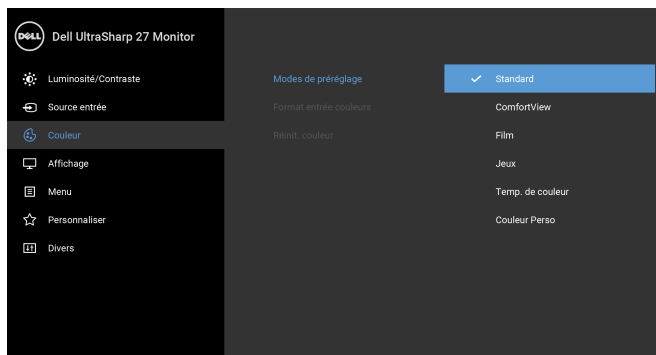 DELL Dell UltraSharp 27 Monitor
Luminosité/Contraste
Source entrée
Couleur
Affichage
Menu
Personnaliser
Divers
Modes de préréglage
Format entrée couleurs
Réinit. couleur
Standard
ComfortView
Film
Jeux
Temp. de couleur
Couleur Perso